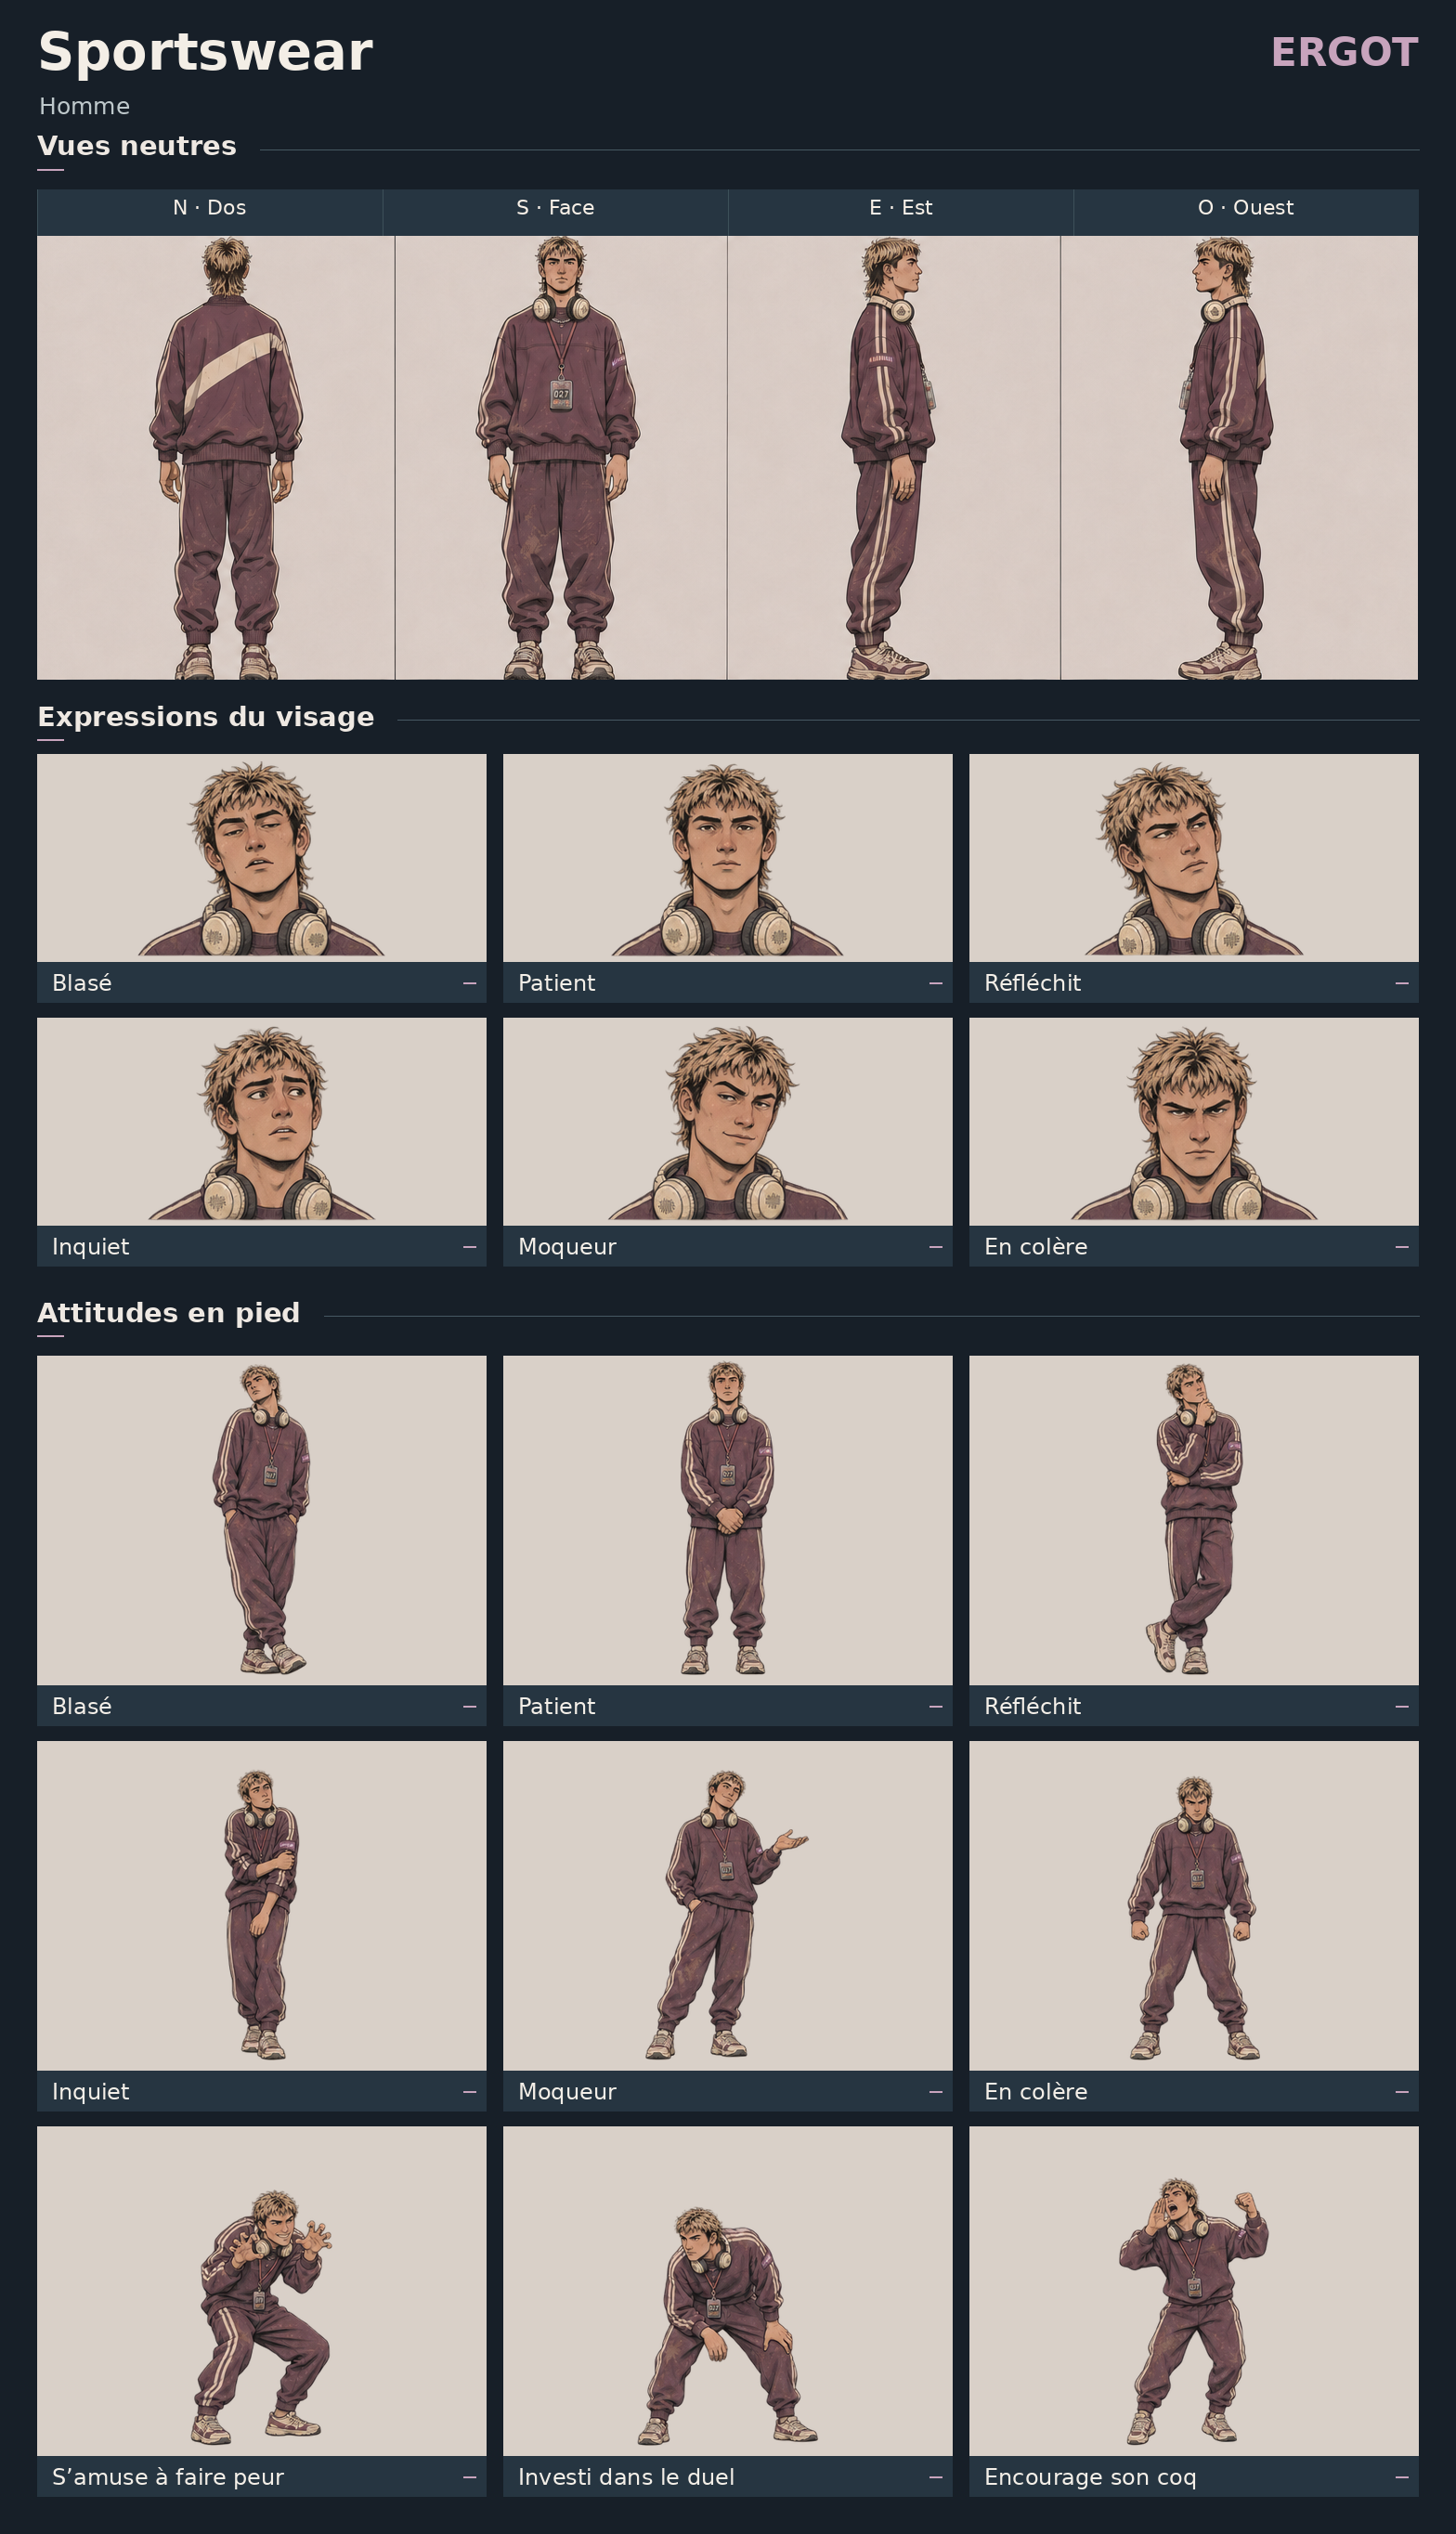 Sportswear
ERGOT
Homme
Vues neutres
N · Dos
S · Face
E · Est
O · Ouest
027
Expressions du visage
Blasé
Patient
Réfléchit
Inquiet
Moqueur
En colère
Attitudes en pied
Blasé
Patient
Réfléchit
Inquiet
Moqueur
En colère
S’amuse à faire peur
Investi dans le duel
Encourage son coq